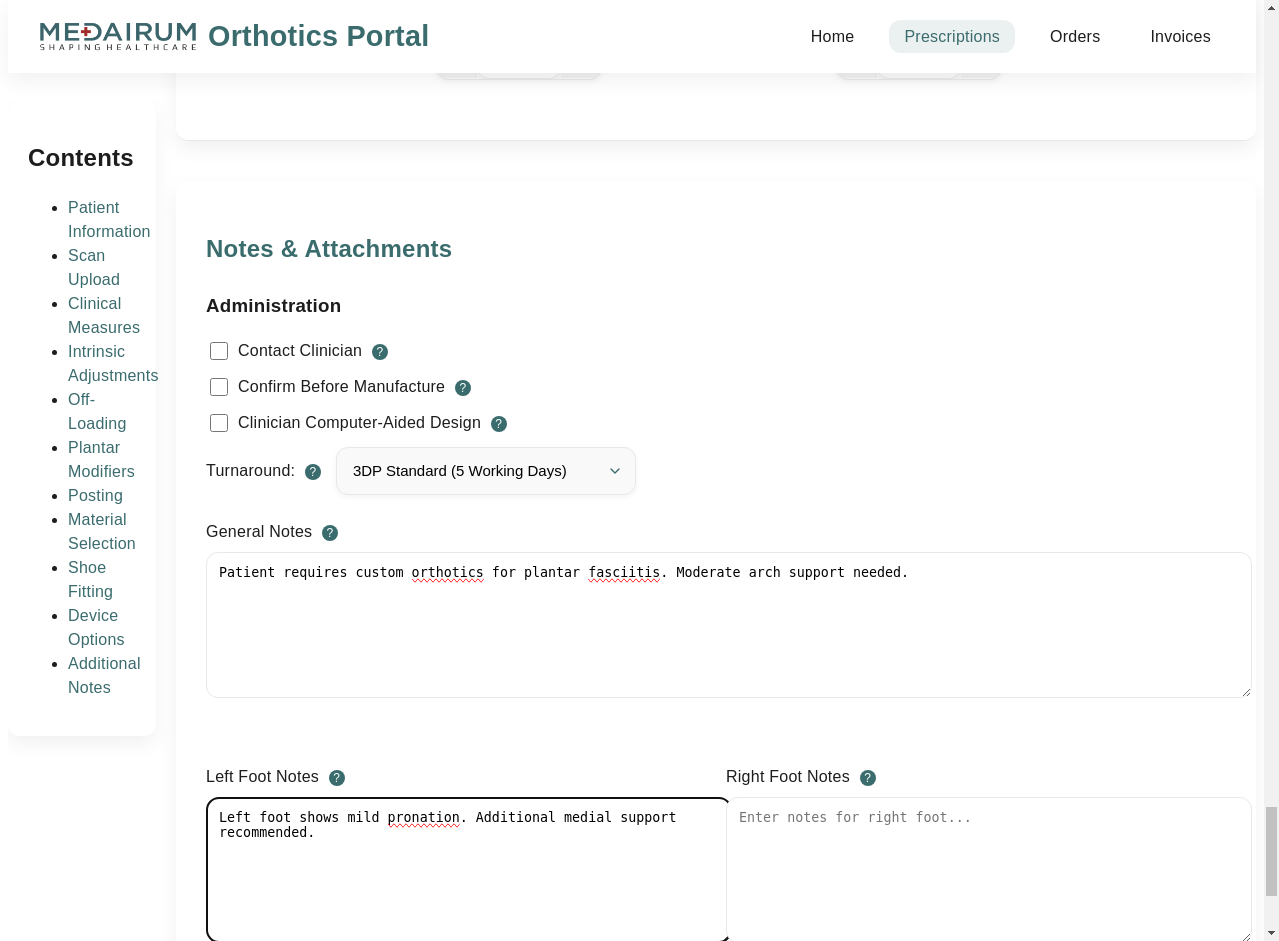 MEDAIRUM
SHAPING HEALTHCARE
Orthotics Portal
Home
Prescriptions
Orders
Invoices
Contents
Patient
Information
Scan
Upload
Clinical
Measures
Intrinsic
Adjustments
Off-
Loading
Plantar
Modifiers
Posting
Material
Selection
Shoe
Fitting
Device
Options
Additional
Notes
Notes & Attachments
Administration
Contact Clinician ?
Confirm Before Manufacture ?
Clinician Computer-Aided Design ?
Turnaround: ? 3DP Standard (5 Working Days)
General Notes ?
Patient requires custom orthotics for plantar fasciitis. Moderate arch support needed.
Left Foot Notes ?
Left foot shows mild pronation. Additional medial support
recommended.
Right Foot Notes ?
Enter notes for right foot...